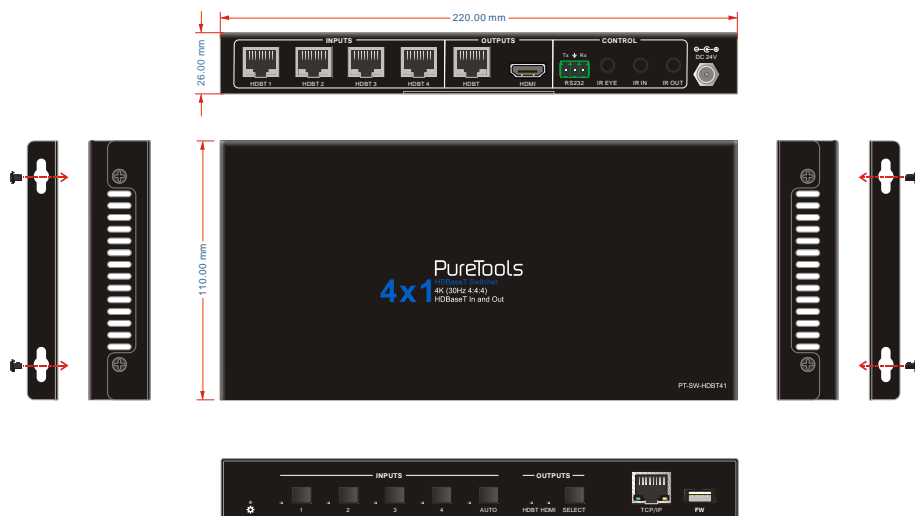 220.00 mm
26.00 mm
INPUTS OUTPUTS CONTROL
Tx Rx
DC 24V
HDBT 1 HDBT 2 HDBT 3 HDBT 4 HDBT HDMI RS232 IR EYE IR IN IR OUT
110.00 mm
PureTools
4x1
HDBaseT Switcher
4K (30Hz 4:4:4)
HDBaseT In and Out
PT-SW-HDBT41
INPUTS OUTPUTS
1 2 3 4 AUTO HDBT HDMI SELECT TCP/IP FW